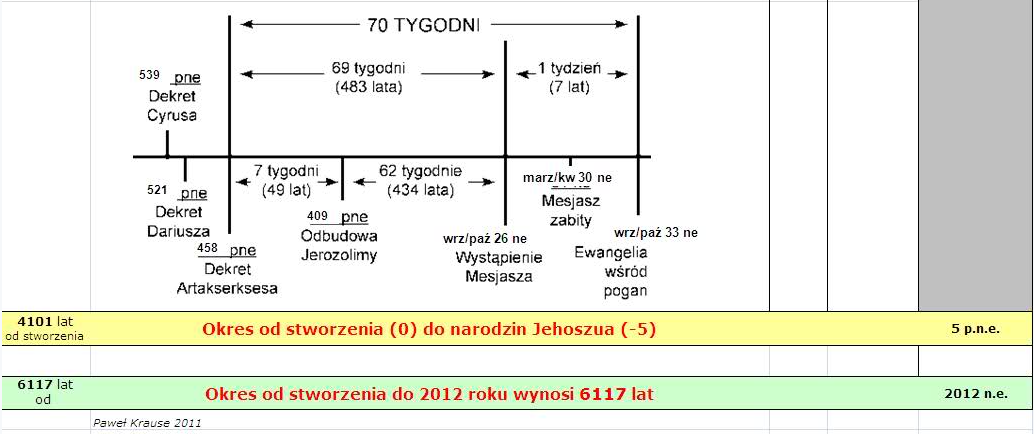 70 TYGODNI
69 tygodni
(483 lata)
1 tydzień
(7 lat)
539 pne
Dekret
Cyrusa
7 tygodni
(49 lat)
62 tygodnie
(434 lata)
521 pne
Dekret
Dariusza
458 pne
Dekret
Artakserksesa
409 pne
Odbudowa
Jerozolimy
wrz/paź 26 ne
Wystąpienie
Mesjasza
marz/kw 30 ne
Mesjasz
zabity
wrz/paź 33 ne
Ewangelia
wśród
pogan
4101 lat
od stworzenia
Okres od stworzenia (0) do narodzin Jehoszua (-5)
5 p.n.e.
6117 lat
od
Okres od stworzenia do 2012 roku wynosi 6117 lat
2012 n.e.
Paweł Krause 2011